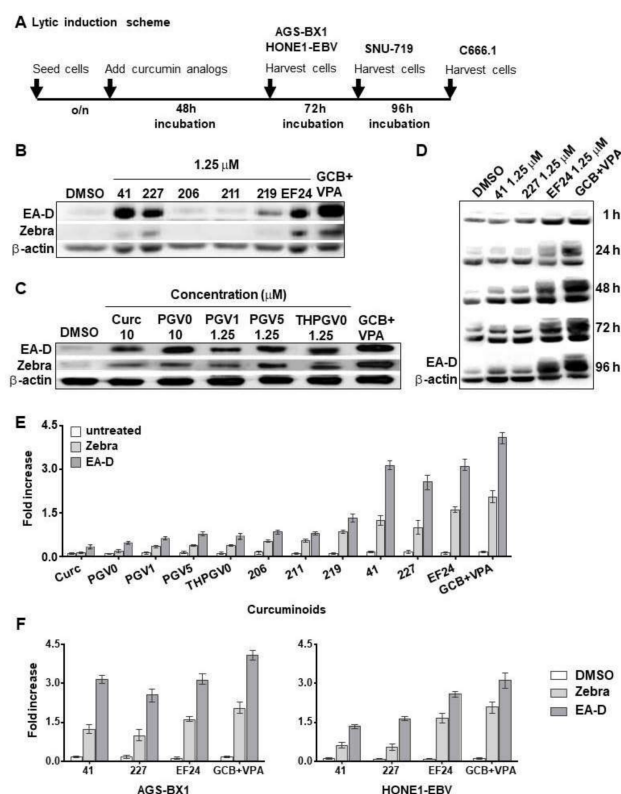 A Lytic induction scheme
AGS-BX1
HONE1-EBV
SNU-719
C666.1
Seed cells
Add curcumin analogs
Harvest cells
Harvest cells
Harvest cells
o/n
48h
incubation
72h
incubation
96h
incubation
B
1.25 μM
GCB+
VPA
DMSO
41
227
206
211
219
EF24
EA-D
Zebra
β-actin
C
Concentration (μM)
Curc
10
PGV0
10
PGV1
1.25
PGV5
1.25
THPGV0
1.25
GCB+
VPA
DMSO
EA-D
Zebra
β-actin
D
DMSO
41 1.25 μM
227 1.25 μM
EF24 1.25 μM
GCB+VPA
1 h
24 h
48 h
72 h
96 h
EA-D
β-actin
E
untreated
Zebra
EA-D
Fold increase
4.5
3.0
1.5
0.0
Curc
PGV0
PGV1
PGV5
THPGV0
206
211
219
41
227
EF24
GCB+VPA
Curcuminoids
F
Fold increase
4.5
3.0
1.5
0.0
41
227
EF24
GCB+VPA
AGS-BX1
4.5
3.0
1.5
0.0
41
227
EF24
GCB+VPA
HONE1-EBV
DMSO
Zebra
EA-D